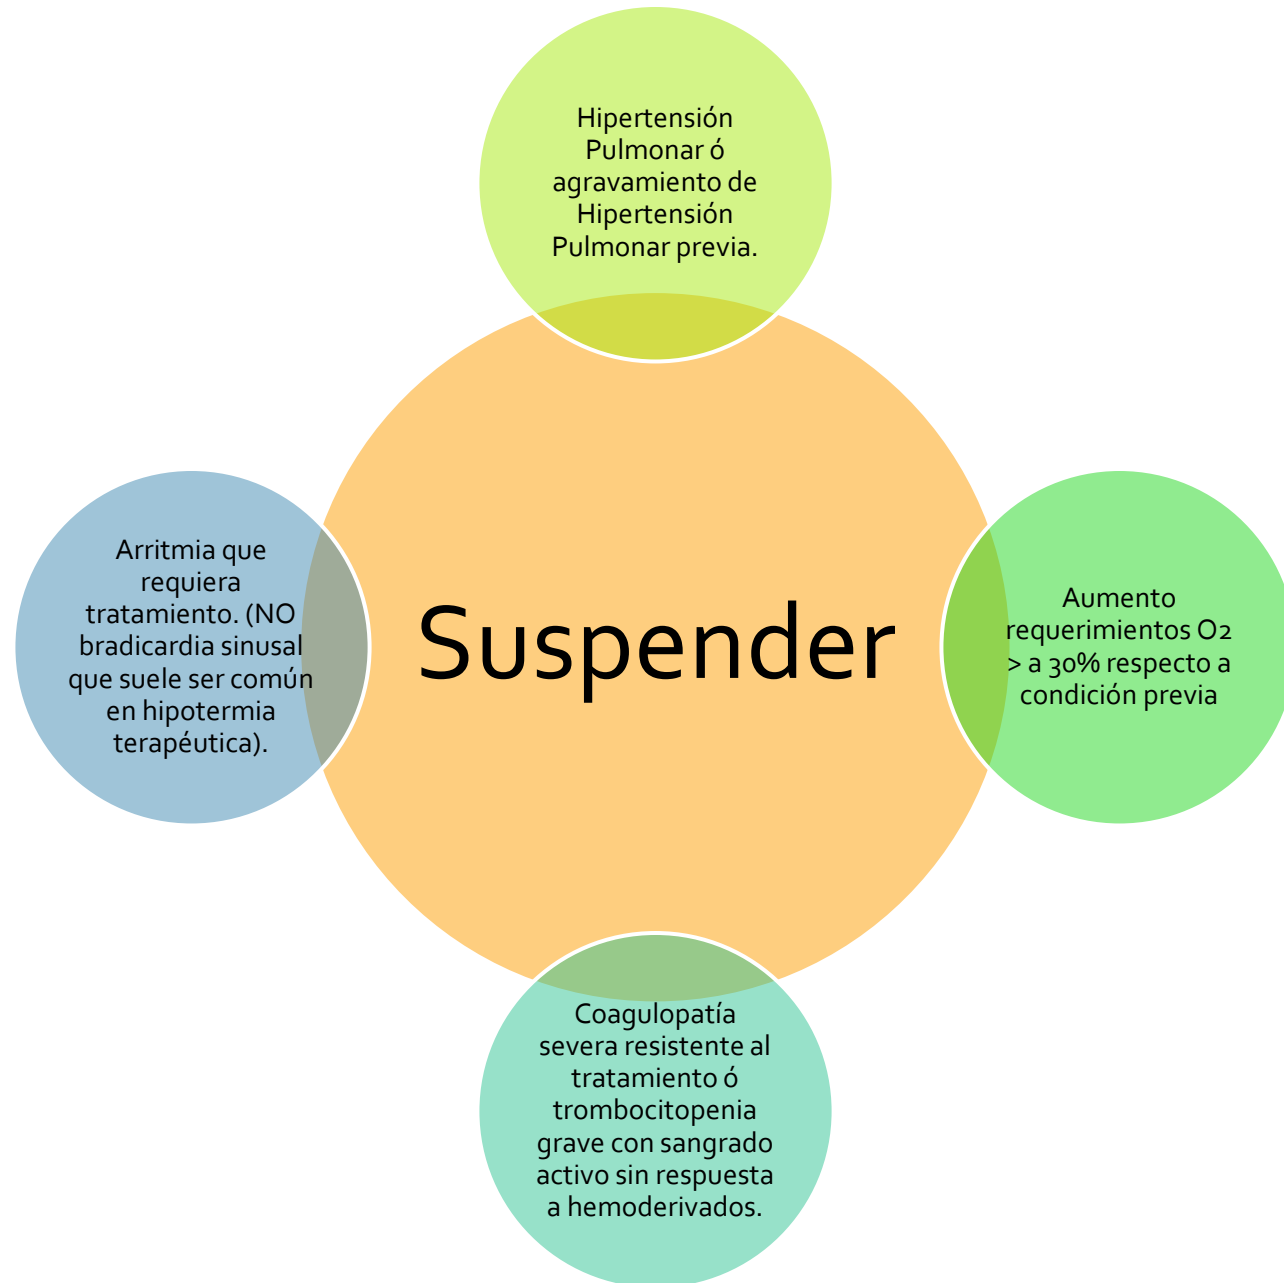 Hipertensión
Pulmonar ó
agravamiento de
Hipertensión
Pulmonar previa.
Arritmia que
requiera
tratamiento. (NO
bradicardia sinusal
que suele ser común
en hipotermia
terapéutica).
Suspender
Aumento
requerimientos O2
> a 30% respecto a
condición previa
Coagulopatía
severa resistente al
tratamiento ó
trombocitopenia
grave con sangrado
activo sin respuesta
a hemoderivados.